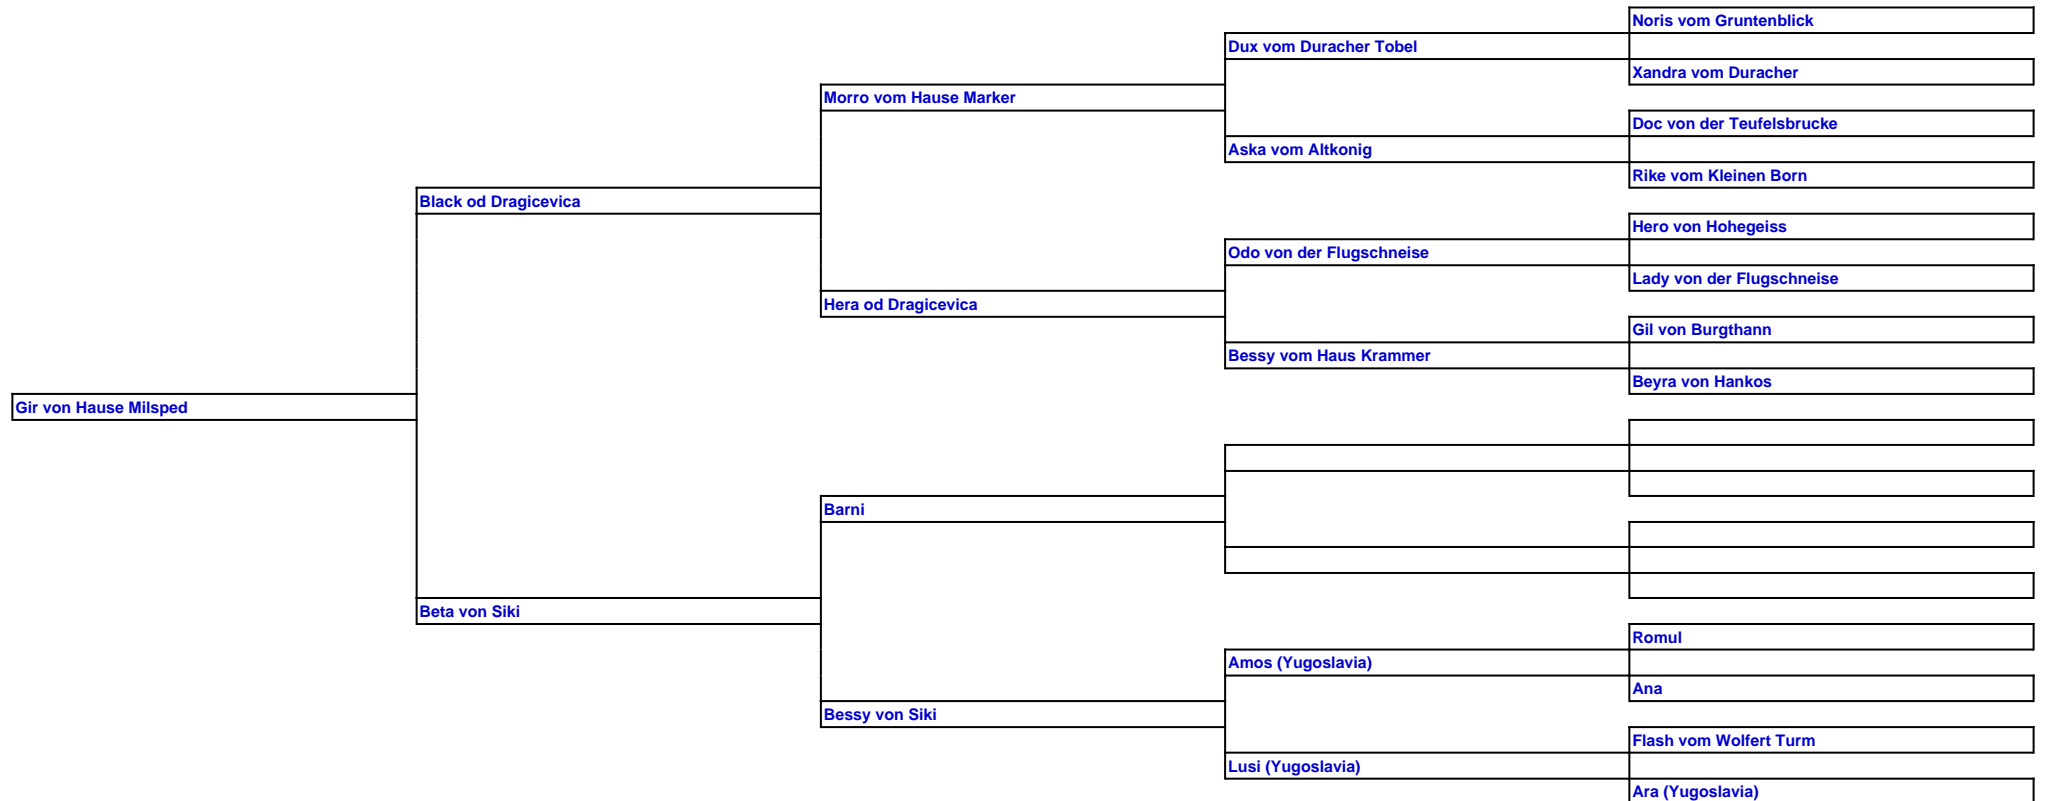 Noris vom Gruntenblick
Dux vom Duracher Tobel
Xandra vom Duracher
Morro vom Hause Marker
Doc von der Teufelsbrucke
Aska vom Altkonig
Rike vom Kleinen Born
Black od Dragicevica
Hero von Hohegeiss
Odo von der Flugschneise
Lady von der Flugschneise
Hera od Dragicevica
Gil von Burgthann
Bessy vom Haus Krammer
Beyra von Hankos
Gir von Hause Milsped
Barni
Beta von Siki
Romul
Amos (Yugoslavia)
Ana
Bessy von Siki
Flash vom Wolfert Turm
Lusi (Yugoslavia)
Ara (Yugoslavia)